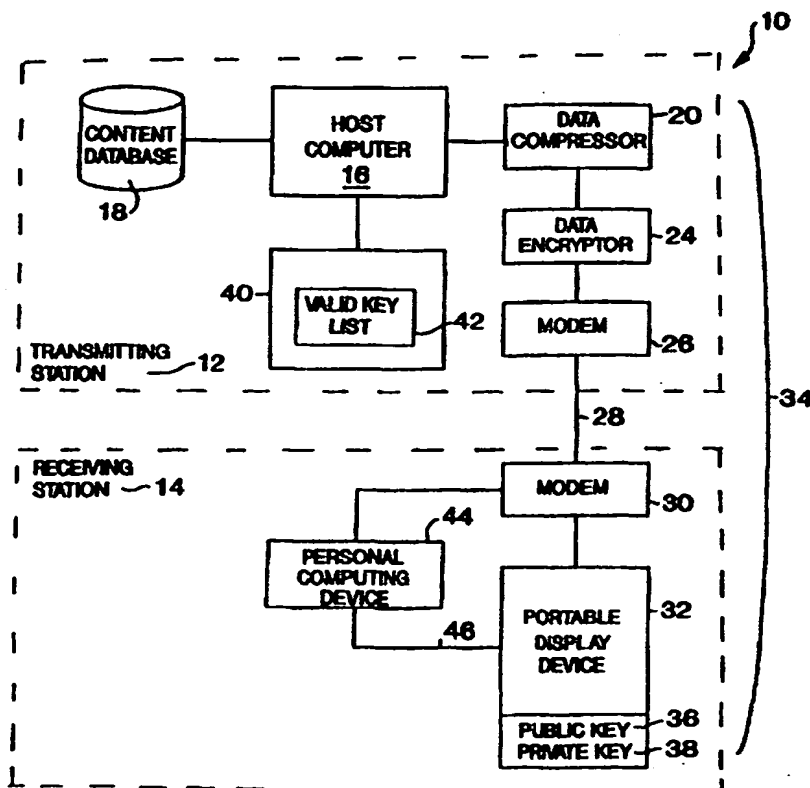 10
CONTENT
DATABASE
18
HOST
COMPUTER
16
DATA
COMPRESSOR
20
DATA
ENCRYPTOR
24
40
VALID KEY
LIST
42
MODEM
26
TRANSMITTING
STATION
12
34
28
RECEIVING
STATION
14
MODEM
30
44
PERSONAL
COMPUTING
DEVICE
46
PORTABLE
DISPLAY
DEVICE
32
PUBLIC KEY
36
PRIVATE KEY
38